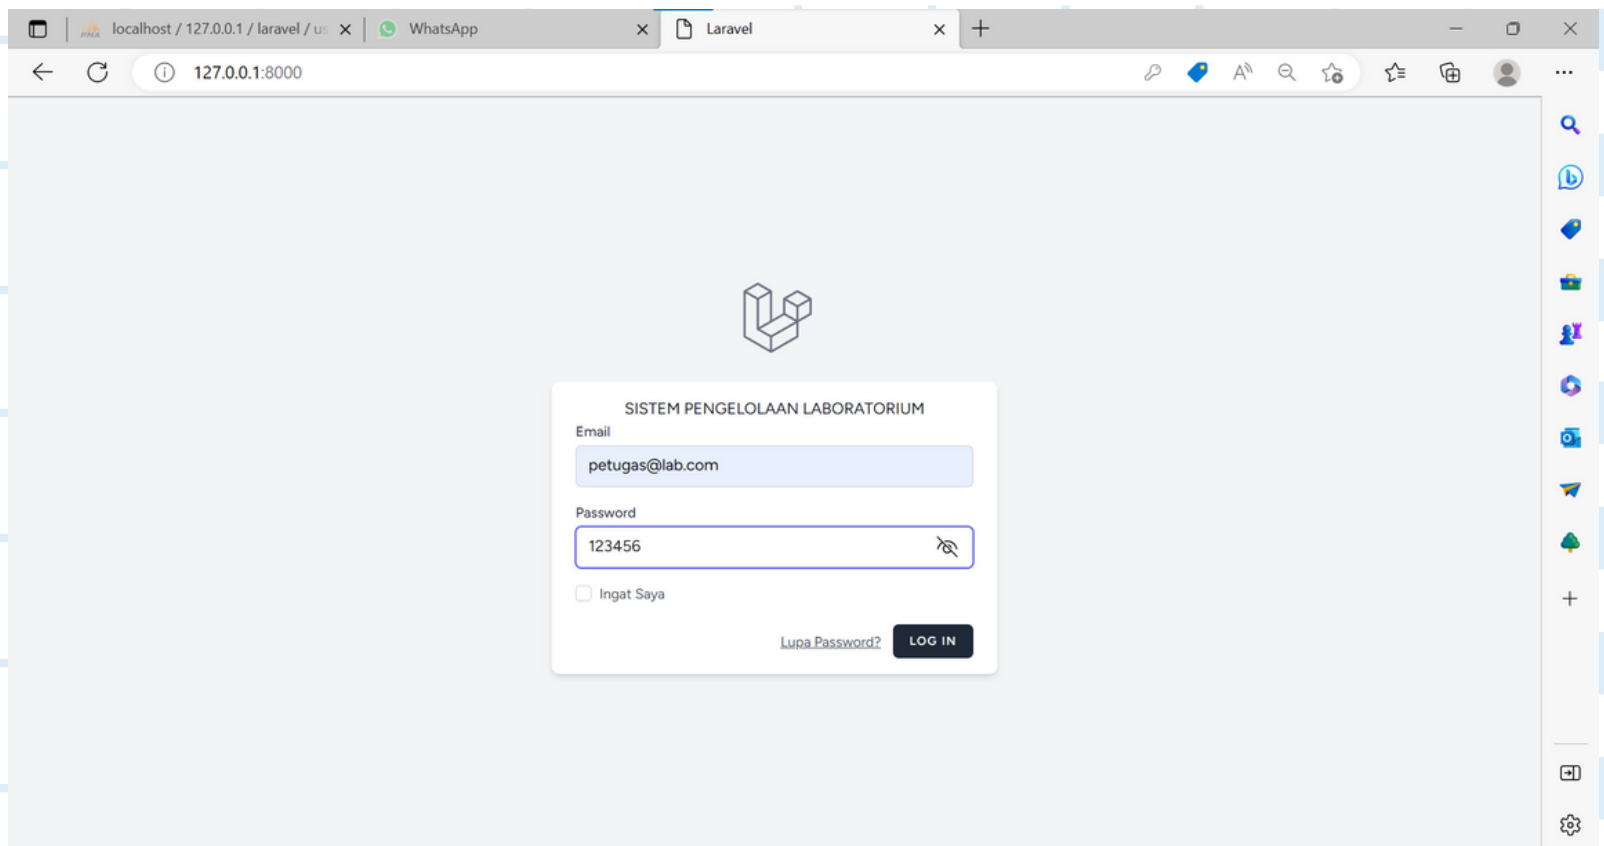 localhost / 127.0.0.1 / laravel / us
WhatsApp
Laravel
127.0.0.1:8000
SISTEM PENGELOLAAN LABORATORIUM
Email
petugas@lab.com
Password
123456
Ingat Saya
Lupa Password?
LOG IN